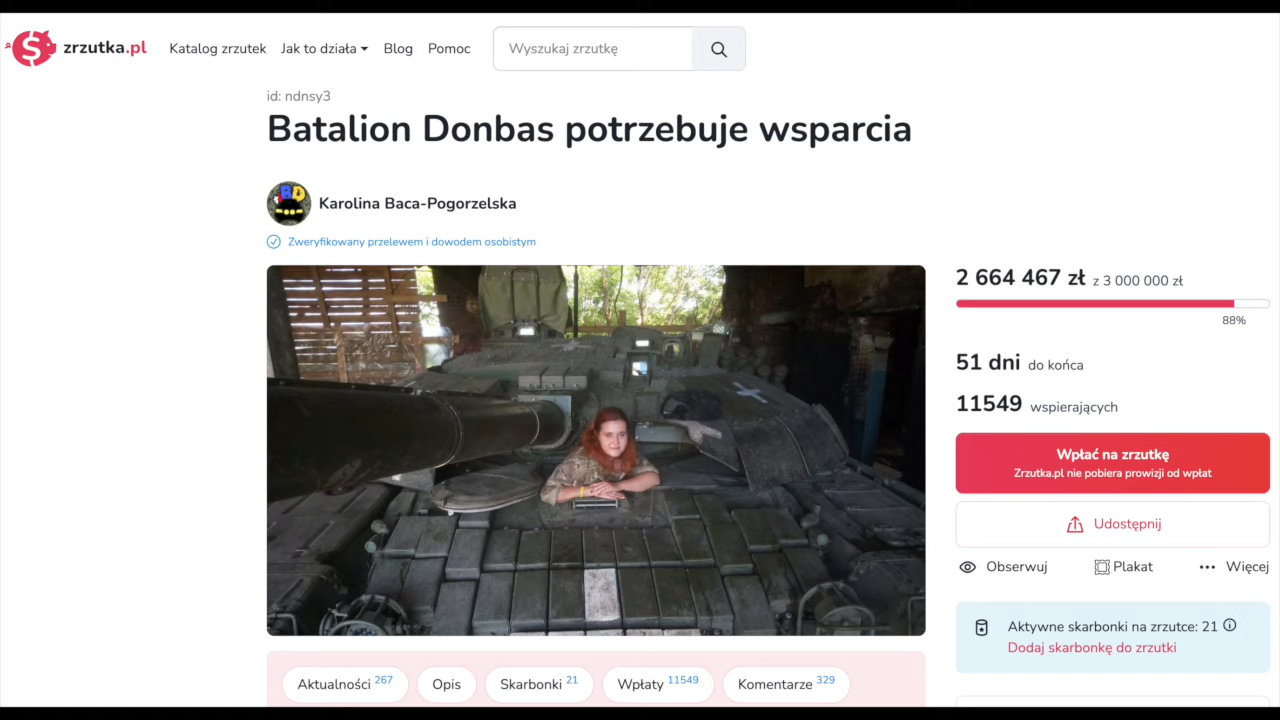 zrzutka.pl Katalog zrzutek Jak to działa Blog Pomoc Wyszukaj zrzutkę
id: ndnsy3
Batalion Donbas potrzebuje wsparcia
BD
Karolina Baca-Pogorzelska
Zweryfikowany przelewem i dowodem osobistym
2 664 467 zł z 3 000 000 zł
88%
51 dni do końca
11549 wspierających
Wpłać na zrzutkę
Zrzutka.pl nie pobiera prowizji od wpłat
Udostępnij
Obserwuj Plakat Więcej
Aktywne skarbonki na zrzutce: 21
Dodaj skarbonkę do zrzutki
Aktualności 267 Opis Skarbonki 21 Wpłaty 11549 Komentarze 329